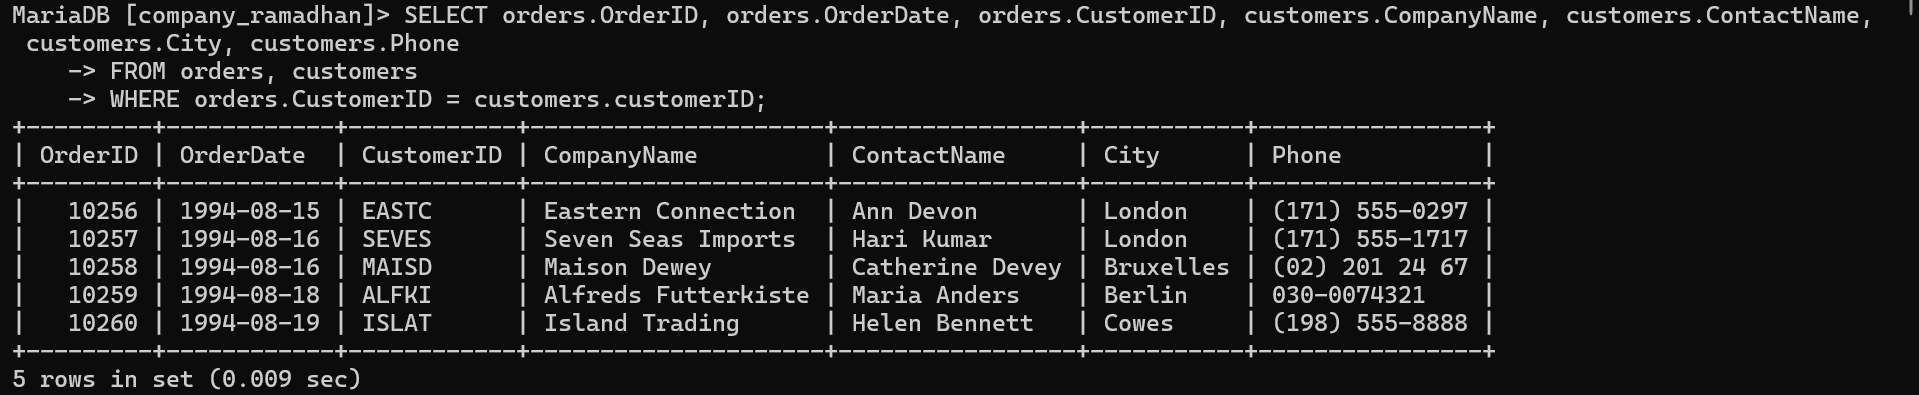 MariaDB [company_ramadhan]> SELECT orders.OrderID, orders.OrderDate, orders.CustomerID, customers.CompanyName, customers.ContactName,
 customers.City, customers.Phone
    -> FROM orders, customers
    -> WHERE orders.CustomerID = customers.customerID;
+---------+------------+------------+---------------------+-----------------+-----------+----------------+
| OrderID | OrderDate  | CustomerID | CompanyName         | ContactName     | City      | Phone          |
+---------+------------+------------+---------------------+-----------------+-----------+----------------+
|   10256 | 1994-08-15 | EASTC      | Eastern Connection  | Ann Devon       | London    | (171) 555-0297 |
|   10257 | 1994-08-16 | SEVES      | Seven Seas Imports  | Hari Kumar      | London    | (171) 555-1717 |
|   10258 | 1994-08-16 | MAISD      | Maison Dewey        | Catherine Devey | Bruxelles | (02) 201 24 67 |
|   10259 | 1994-08-18 | ALFKI      | Alfreds Futterkiste | Maria Anders    | Berlin    | 030-0074321    |
|   10260 | 1994-08-19 | ISLAT      | Island Trading      | Helen Bennett   | Cowes     | (198) 555-8888 |
+---------+------------+------------+---------------------+-----------------+-----------+----------------+
5 rows in set (0.009 sec)